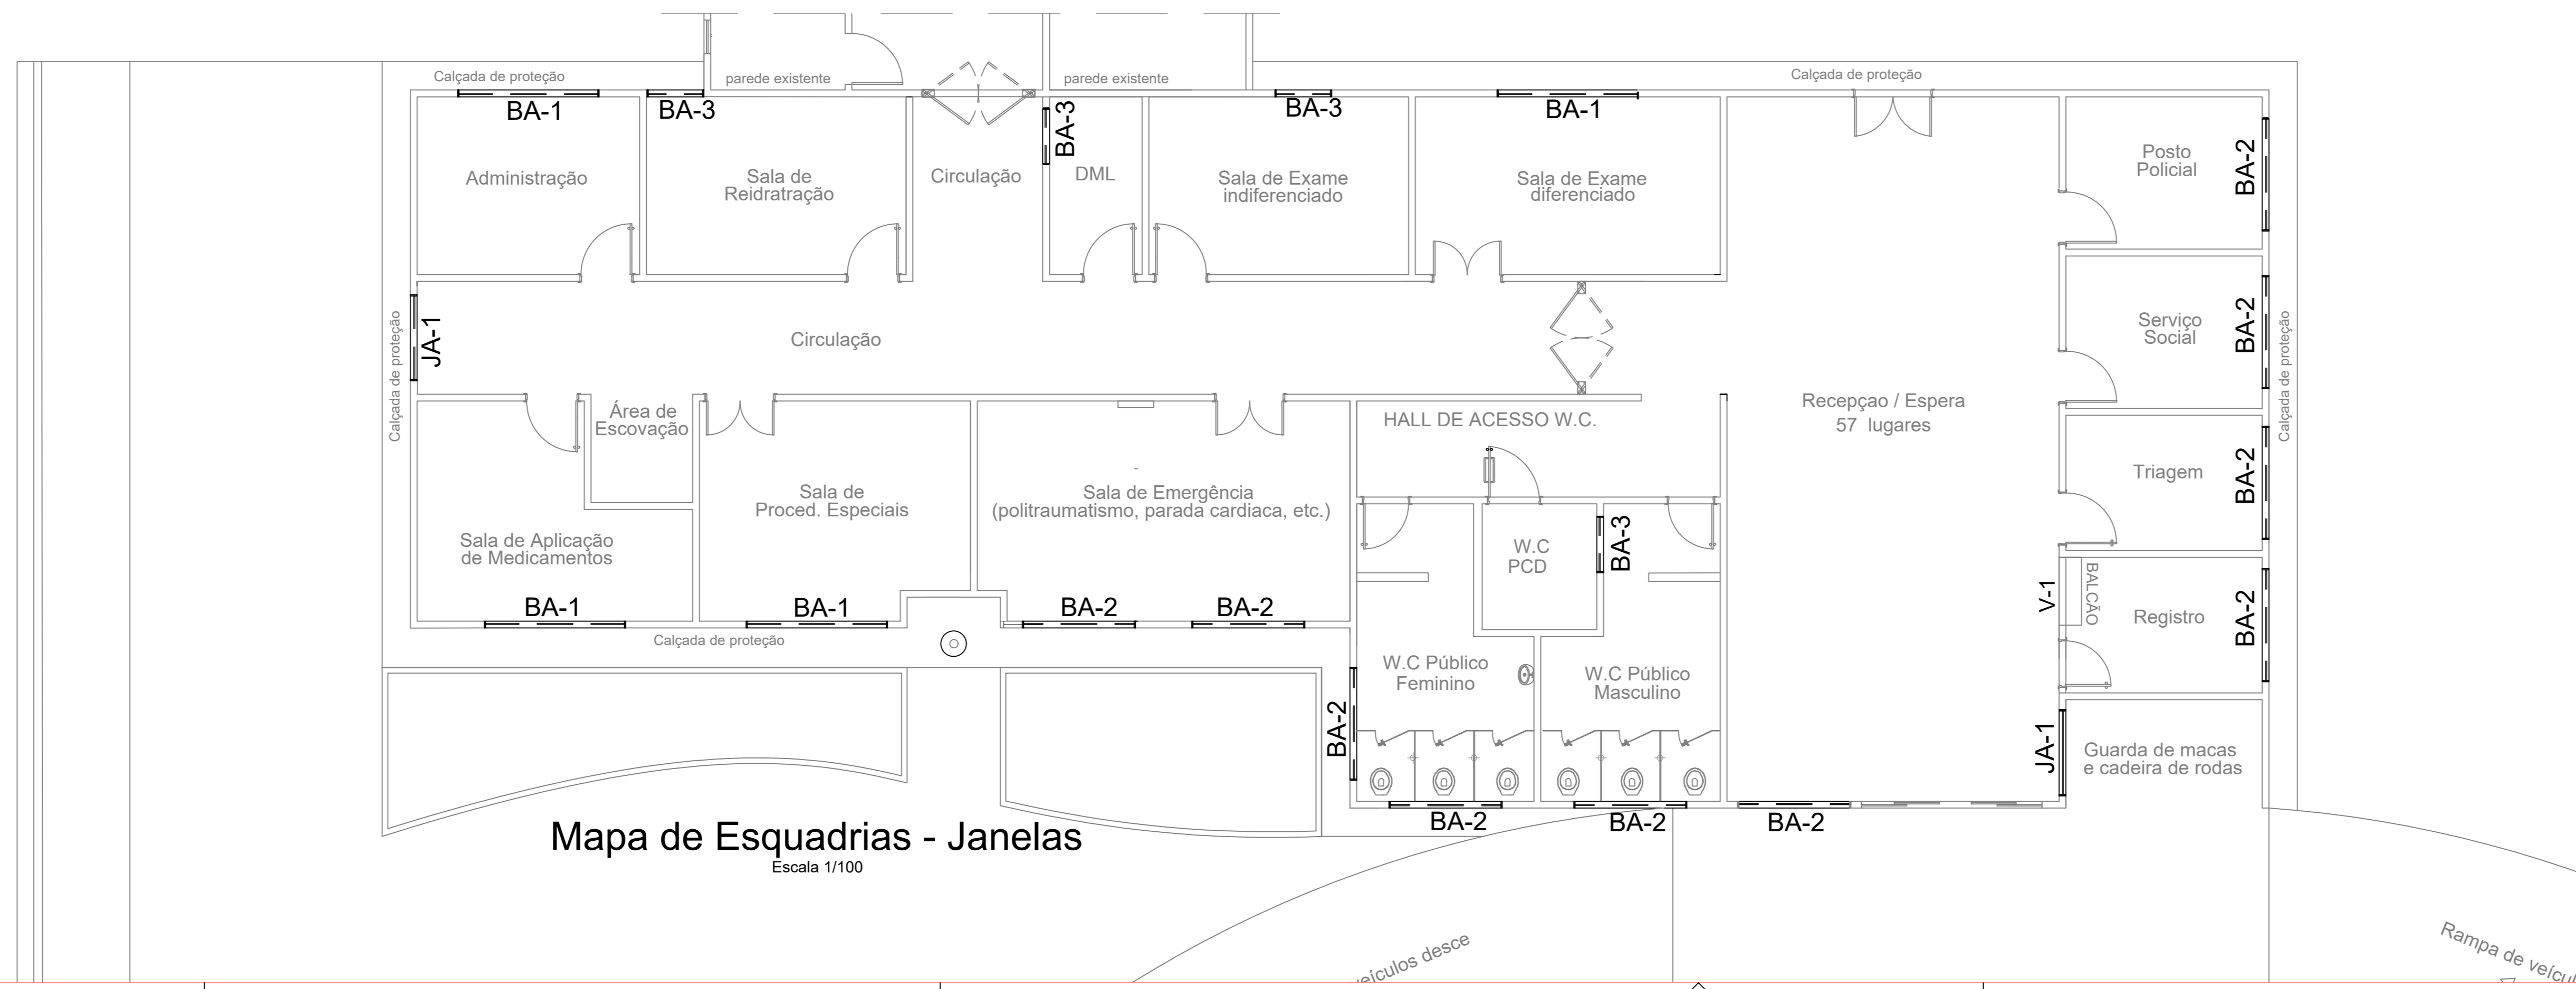 Calçada de proteção
parede existente
parede existente
Calçada de proteção
BA-1
BA-3
BA-3
BA-3
BA-1
Administração
Sala de
Reidratração
Circulação
DML
Sala de Exame
indiferenciado
Sala de Exame
diferenciado
Posto
Policial
BA-2
Calçada de proteção
JA-1
Circulação
Serviço
Social
BA-2
Calçada de proteção
Área de
Escovação
HALL DE ACESSO W.C.
Recepçao / Espera
57 lugares
Triagem
BA-2
Sala de
Proced. Especiais
Sala de Emergência
(politraumatismo, parada cardiaca, etc.)
Sala de Aplicação
de Medicamentos
W.C
PCD
BA-3
BA-1
BA-1
BA-2
BA-2
V-1
BALCÃO
Registro
BA-2
Calçada de proteção
W.C Público
Feminino
W.C Público
Masculino
BA-2
JA-1
Guarda de macas
e cadeira de rodas
BA-2
BA-2
BA-2
Mapa de Esquadrias - Janelas
Escala 1/100
desce
Rampa de